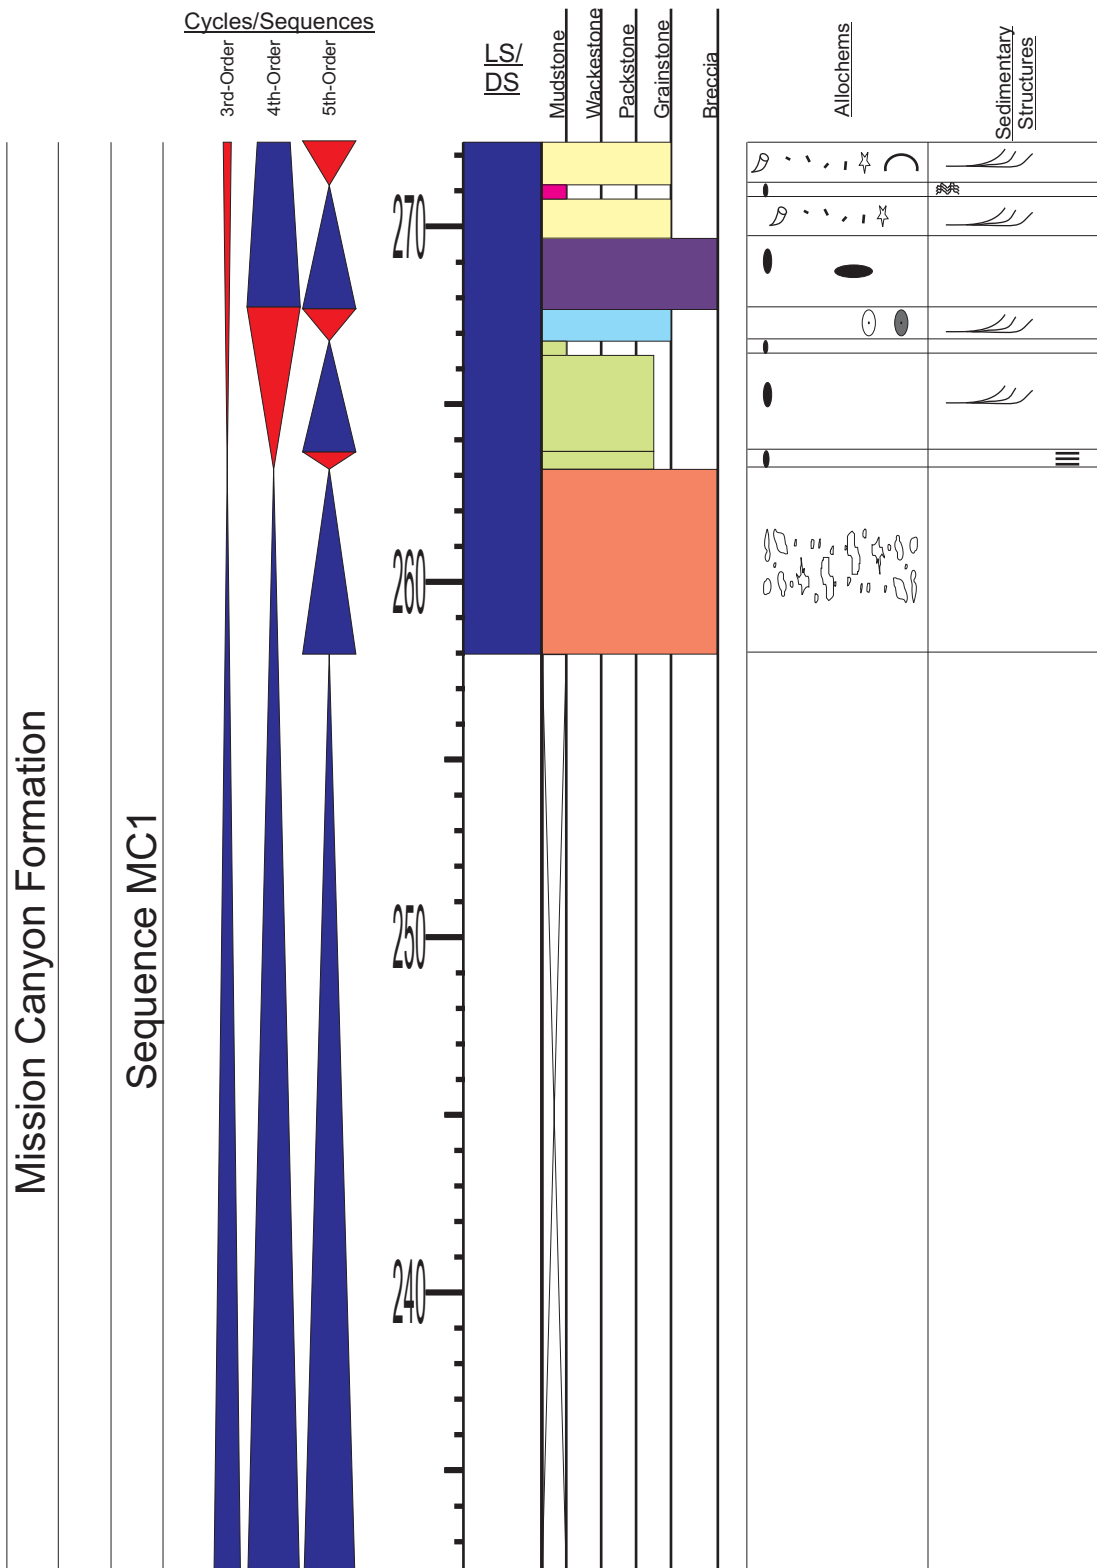 Cycles/Sequences
3rd-Order
4th-Order
5th-Order
LS/
DS
Mudstone
Wackestone
Packstone
Grainstone
Breccia
Allochems
Sedimentary
Structures
270
260
250
240
Mission Canyon Formation
Sequence MC1